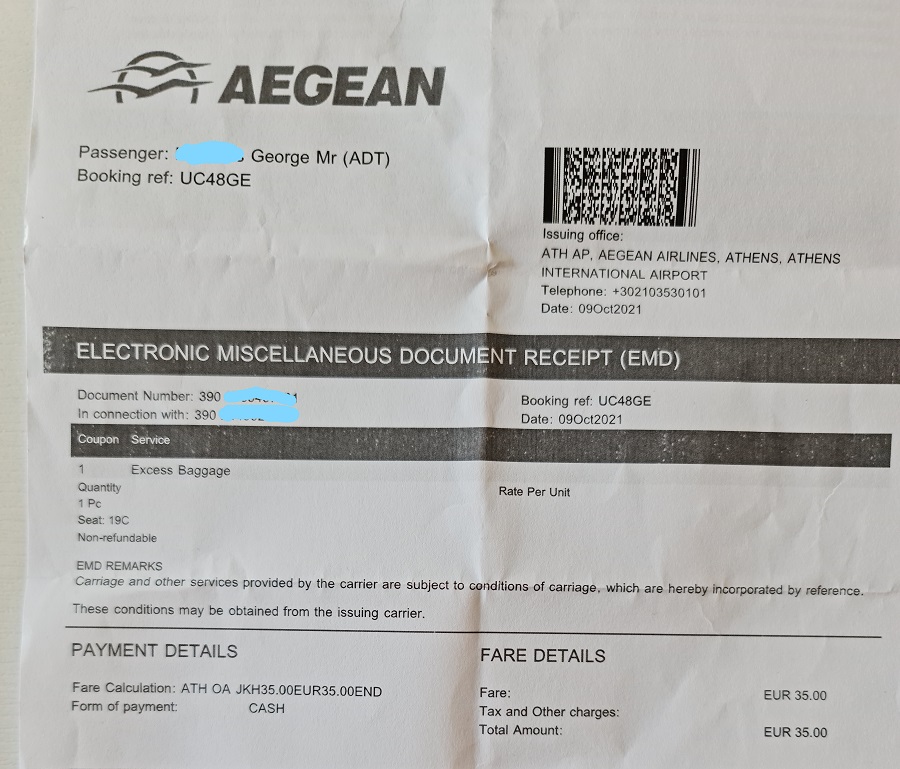 AEGEAN
Passenger: George Mr (ADT)
Booking ref: UC48GE
Issuing office:
ATH AP, AEGEAN AIRLINES, ATHENS, ATHENS
INTERNATIONAL AIRPORT
Telephone: +302103530101
Date: 09Oct2021
ELECTRONIC MISCELLANEOUS DOCUMENT RECEIPT (EMD)
Document Number: 390
In connection with: 390
Booking ref: UC48GE
Date: 09Oct2021
Coupon Service
1 Excess Baggage
Quantity
Rate Per Unit
1 Pc
Seat: 19C
Non-refundable
EMD REMARKS
Carriage and other services provided by the carrier are subject to conditions of carriage, which are hereby incorporated by reference.
These conditions may be obtained from the issuing carrier.
PAYMENT DETAILS
Fare Calculation: ATH OA JKH35.00EUR35.00END
Form of payment: CASH
FARE DETAILS
Fare: EUR 35.00
Tax and Other charges:
Total Amount: EUR 35.00